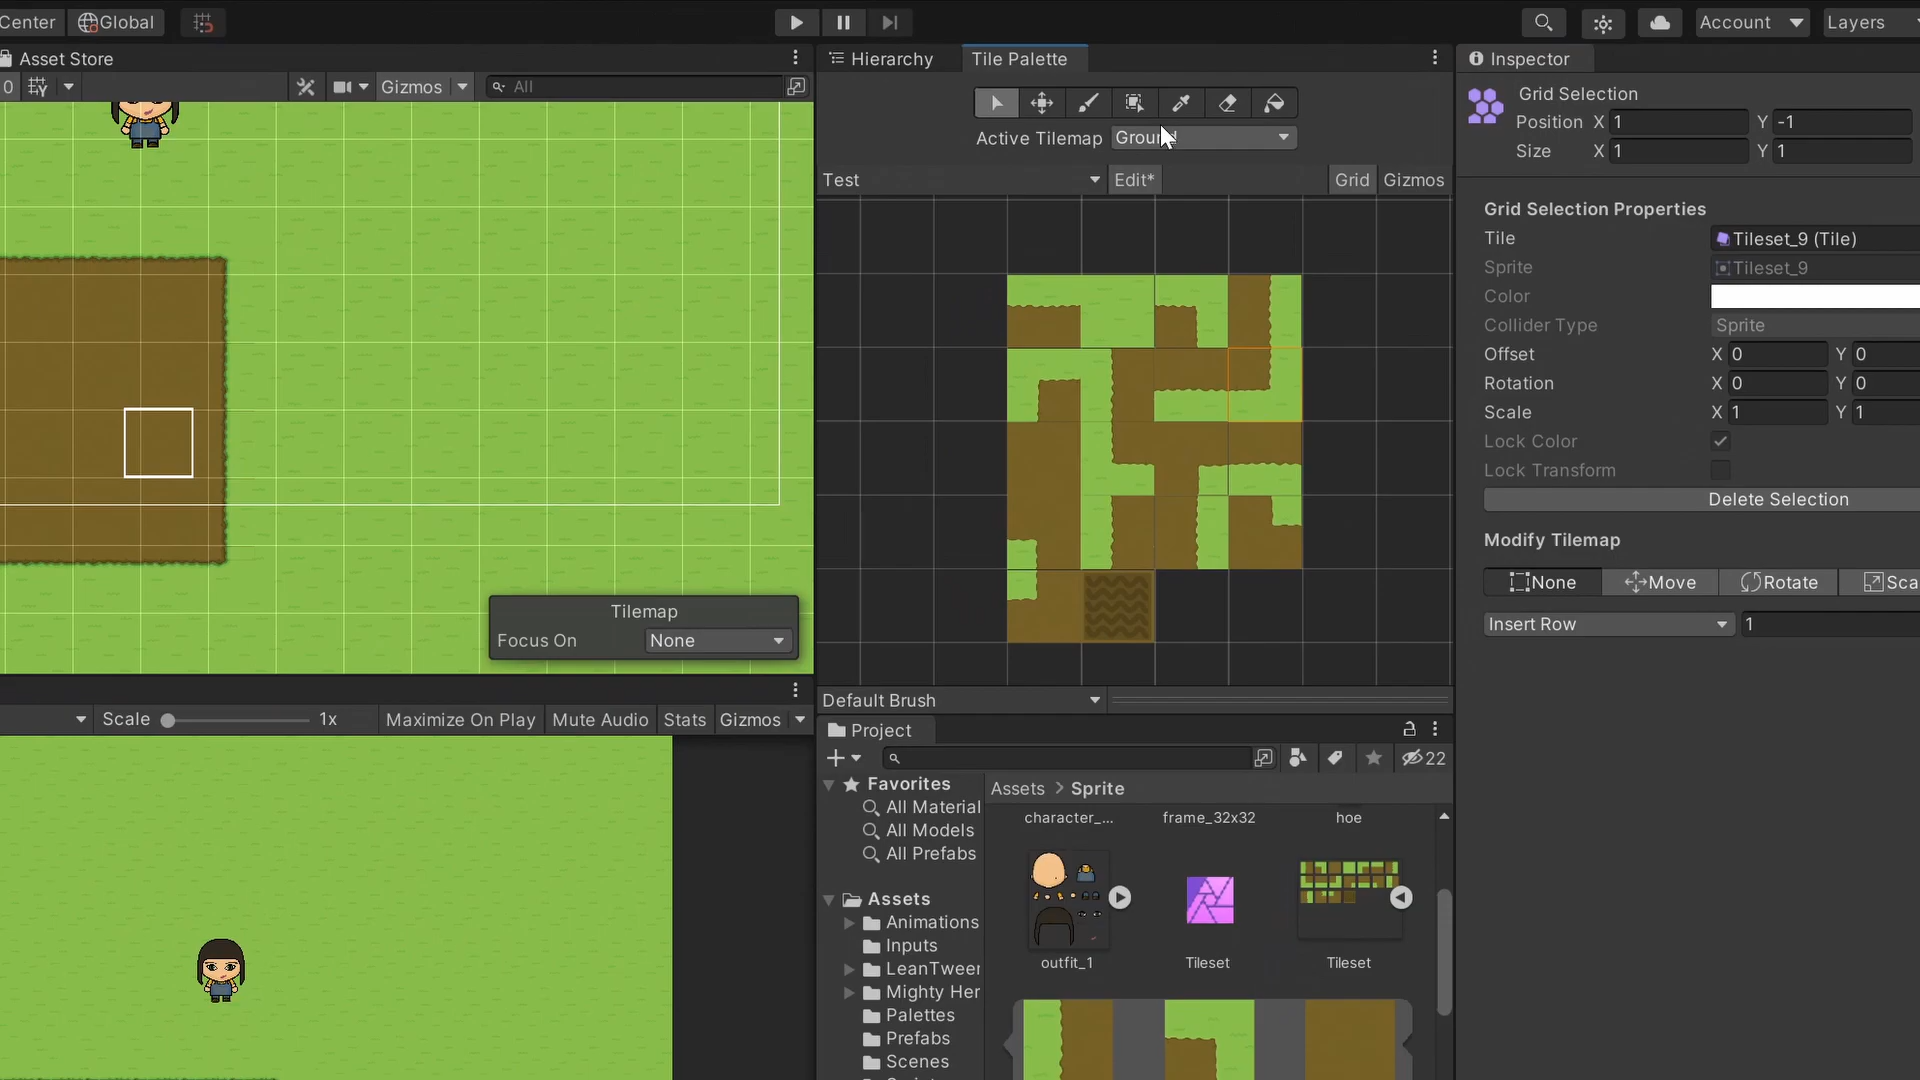 Center Global Account Layers
Asset Store
Hierarchy Tile Palette Inspector
0 Gizmos All
Grid Selection
Position X 1 Y -1
Size X 1 Y 1
Active Tilemap Ground
Test Edit* Grid Gizmos
Grid Selection Properties
Tile Tileset_9 (Tile)
Sprite Tileset_9
Color
Collider Type Sprite
Offset X 0 Y 0
Rotation X 0 Y 0
Scale X 1 Y 1
Lock Color
Lock Transform
Delete Selection
Modify Tilemap
None Move Rotate Sca
Insert Row 1
Tilemap
Focus On None
Default Brush
Scale 1x Maximize On Play Mute Audio Stats Gizmos
Project
22
Favorites
All Material
All Models
All Prefabs
Assets
Animations
Inputs
LeanTweer
Mighty Her
Palettes
Prefabs
Scenes
Assets > Sprite
character_... frame_32x32 hoe
outfit_1 Tileset Tileset